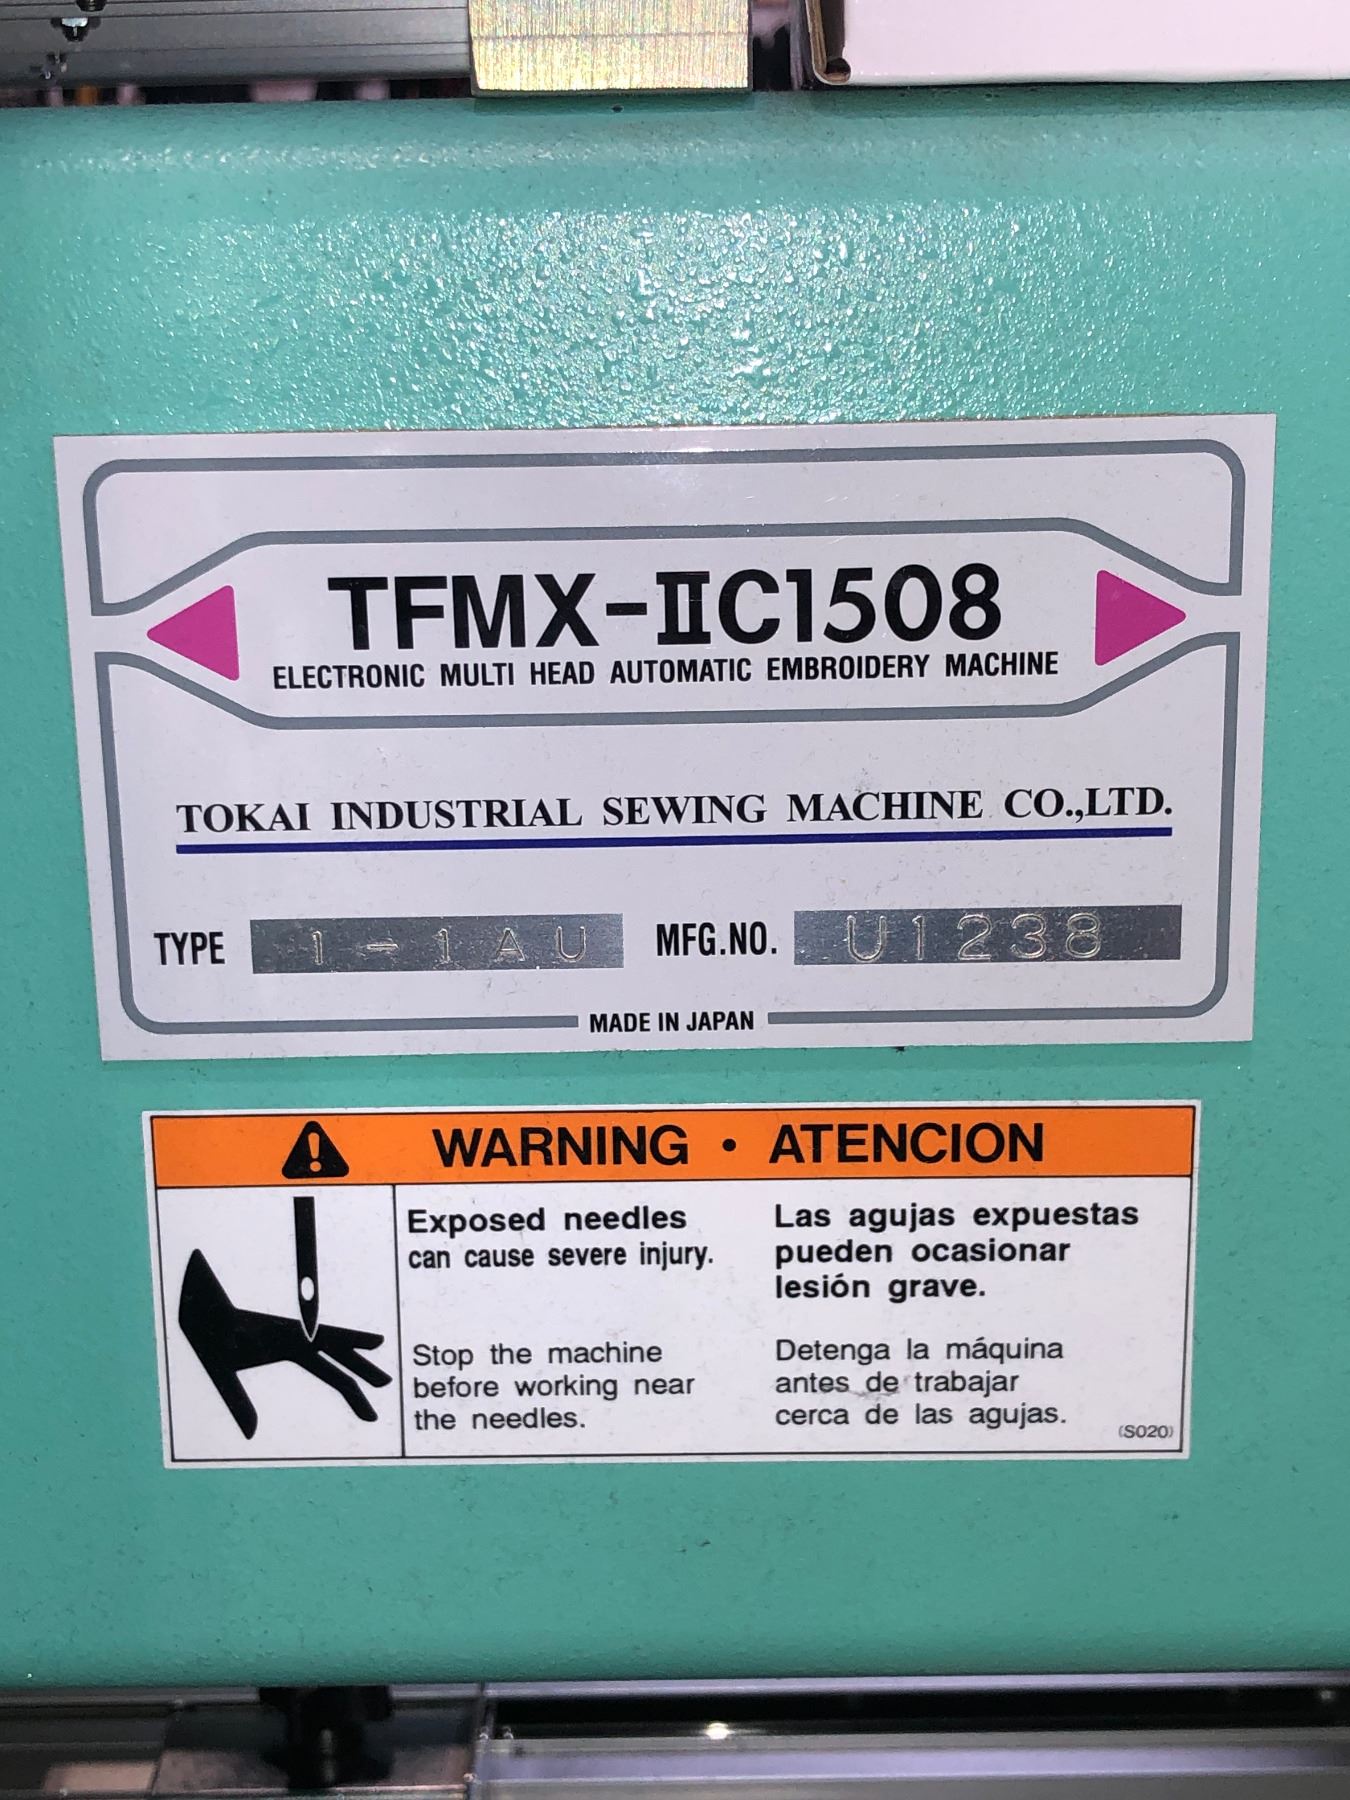 TFMX-IIC1508
ELECTRONIC MULTI HEAD AUTOMATIC EMBROIDERY MACHINE
TOKAI INDUSTRIAL SEWING MACHINE CO.,LTD.
TYPE 1-1AU MFG.NO. U1238
MADE IN JAPAN
WARNING · ATENCION
Exposed needles
can cause severe injury.
Stop the machine
before working near
the needles.
Las agujas expuestas
pueden ocasionar
lesión grave.
Detenga la máquina
antes de trabajar
cerca de las agujas.
(S020)